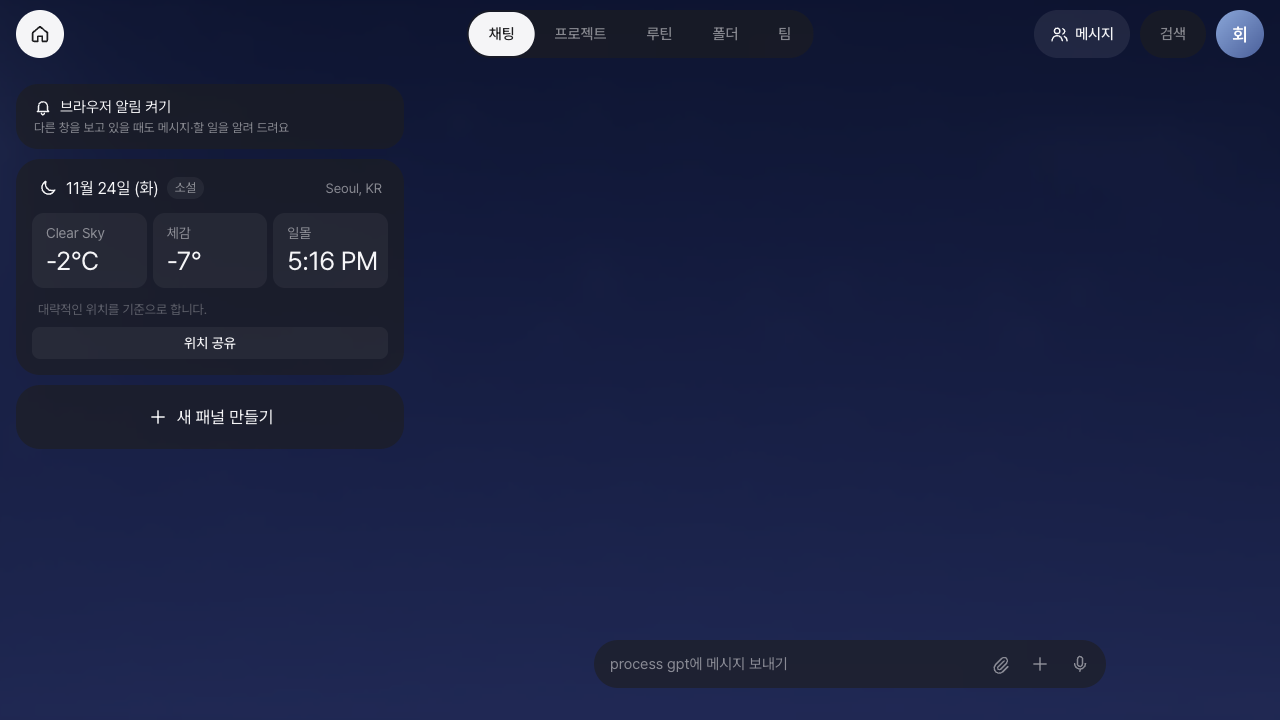 채팅
프로젝트
루틴
폴더
팀
메시지
검색
회
브라우저 알림 켜기
다른 창을 보고 있을 때도 메시지·할 일을 알려 드려요
11월 24일 (화) 소설 Seoul, KR
Clear Sky
-2°C
체감
-7°
일몰
5:16 PM
대략적인 위치를 기준으로 합니다.
위치 공유
새 패널 만들기
process gpt에 메시지 보내기